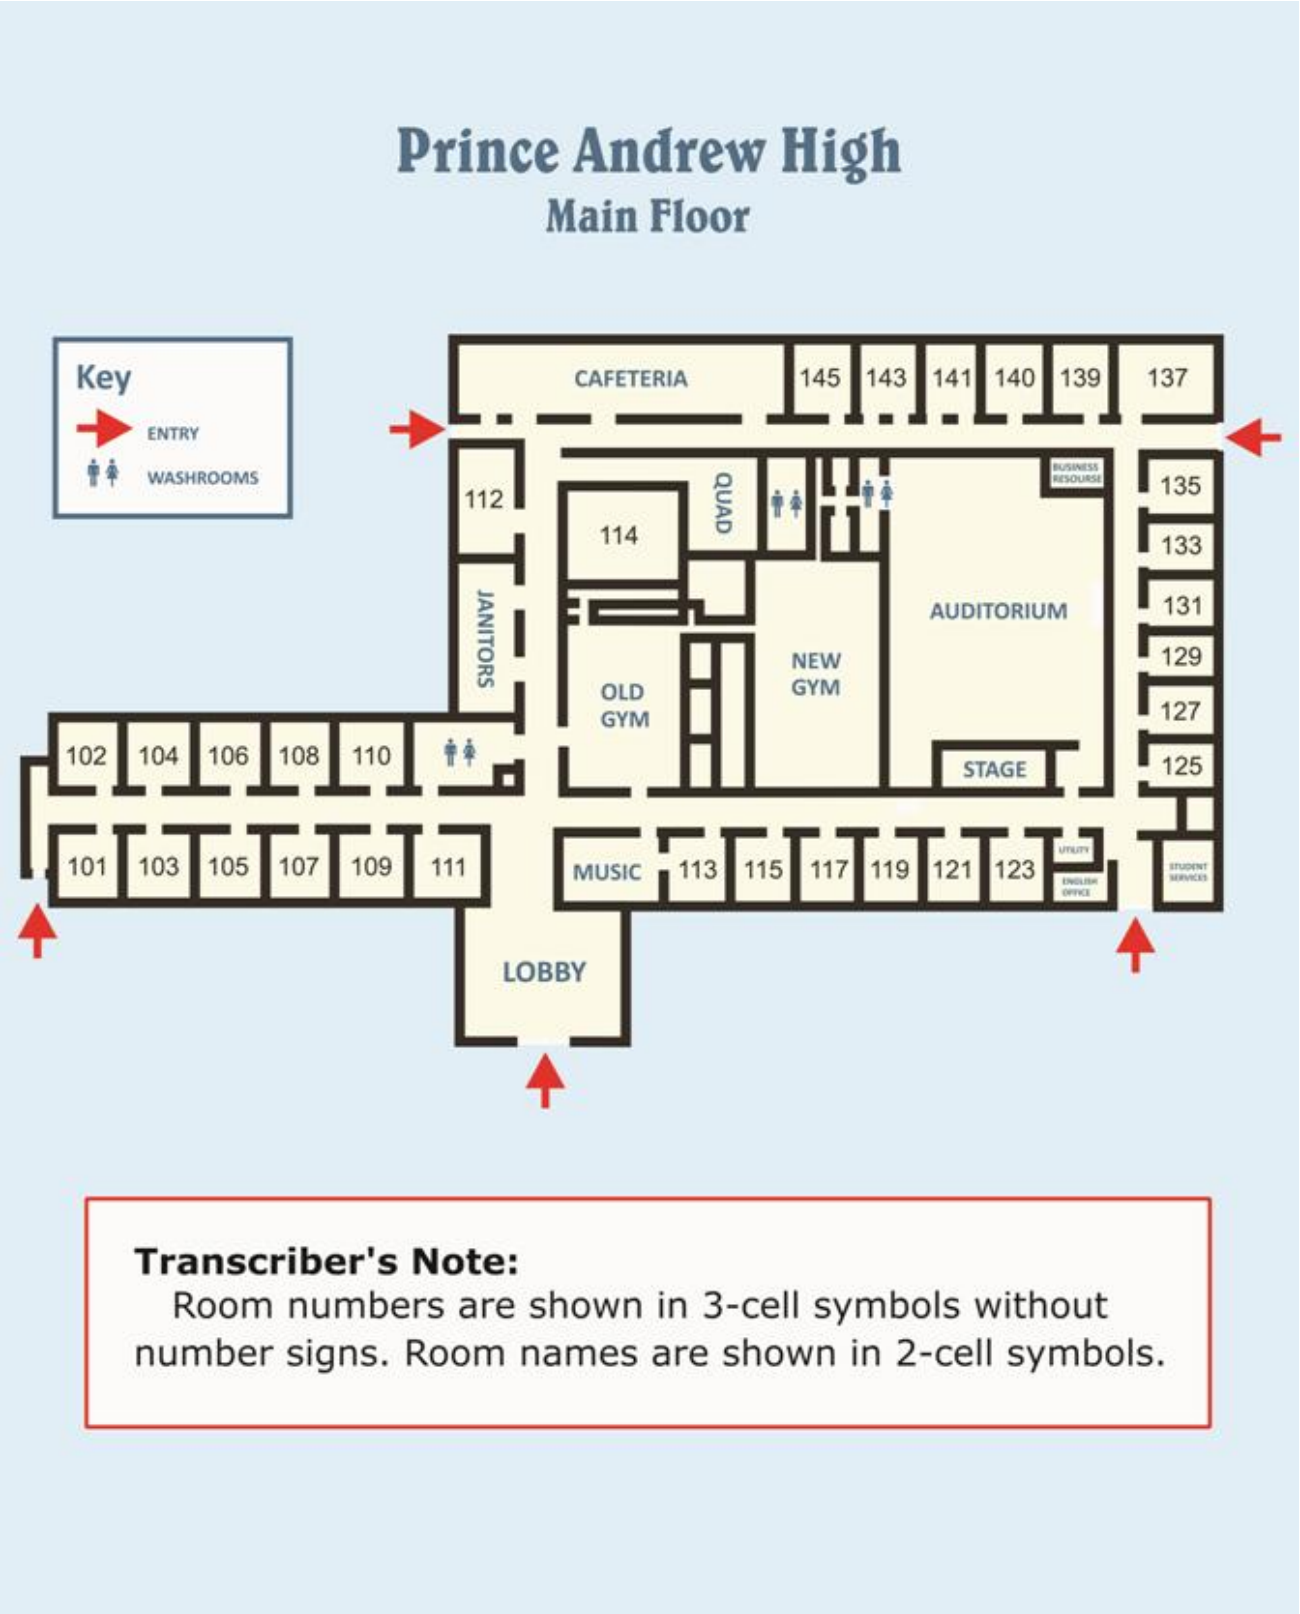 Prince Andrew High
Main Floor
Key
ENTRY
WASHROOMS
CAFETERIA
145
143
141
140
139
137
112
QUAD
BUSINESS
RESOURSE
135
114
133
JANITORS
AUDITORIUM
131
NEW
GYM
129
OLD
GYM
127
102
104
106
108
110
STAGE
125
101
103
105
107
109
111
MUSIC
113
115
117
119
121
123
UTILITY
ENGLISH
OFFICE
STUDENT
SERVICES
LOBBY
Transcriber's Note:
Room numbers are shown in 3-cell symbols without
number signs. Room names are shown in 2-cell symbols.